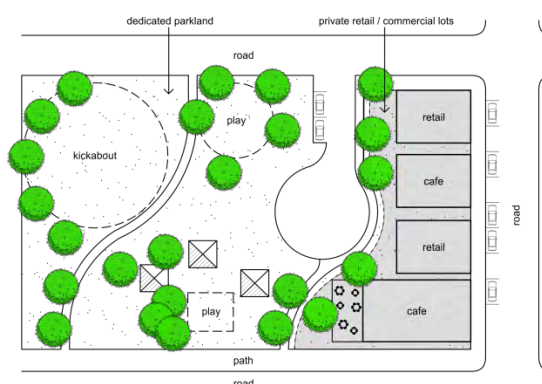 dedicated parkland
private retail / commercial lots
road
play
retail
kickabout
cafe
road
retail
play
cafe
path
road